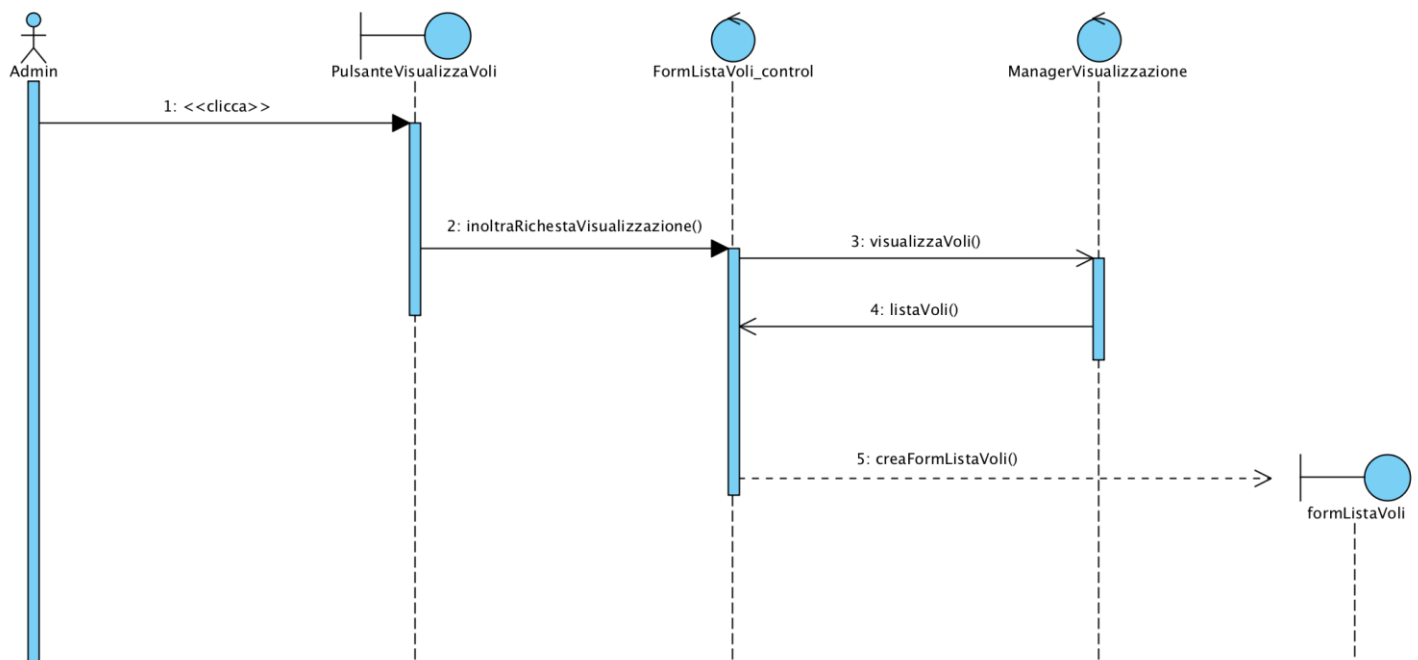 Admin
PulsanteVisualizzaVoli
FormListaVoli_control
ManagerVisualizzazione
1: <<clicca>>
2: inoltraRichestaVisualizzazione()
3: visualizzaVoli()
4: listaVoli()
5: creaFormListaVoli()
formListaVoli